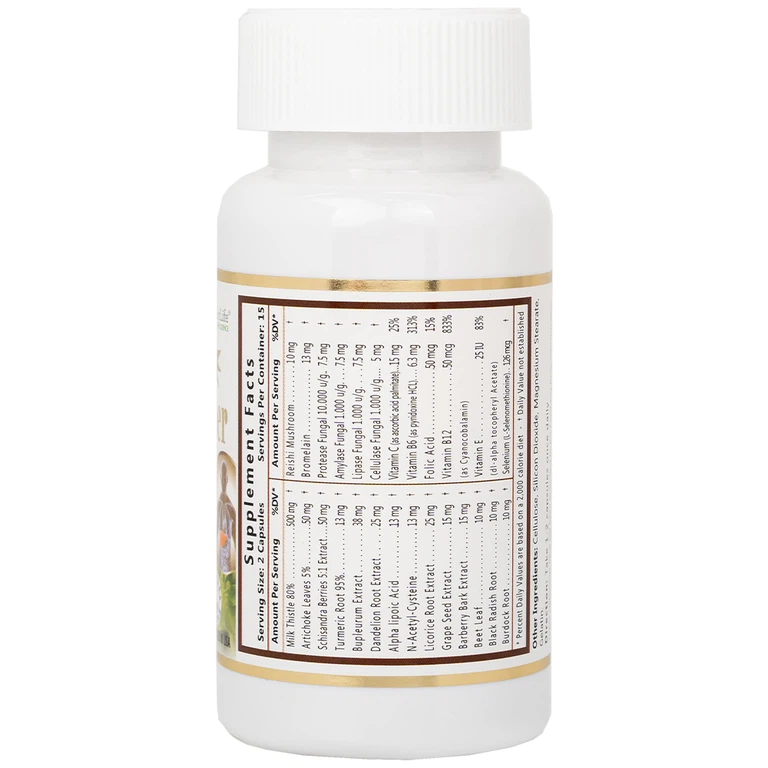 Supplement Facts
Serving Size: 2 Capsules Servings Per Container: 15
Amount Per Serving %DV*
Milk Thistle 80% 500 mg †
Artichoke Leaves 5% 50 mg †
Schisandra Berries 5:1 Extract 50 mg †
Turmeric Root 95% 13 mg †
Bupleurum Extract 38 mg †
Dandelion Root Extract 25 mg †
Alpha lipoic Acid 13 mg †
N-Acetyl-Cysteine 13 mg †
Licorice Root Extract 25 mg †
Grape Seed Extract 15 mg †
Barberry Bark Extract 15 mg †
Beet Leaf 10 mg †
Black Radish Root 10 mg †
Burdock Root 10 mg †
Amount Per Serving %DV*
Reishi Mushroom 10 mg †
Bromelain 13 mg †
Protease Fungal 10.000 u/g 7.5 mg †
Amylase Fungal 1.000 u/g 7.5 mg †
Lipase Fungal 1.000 u/g 7.5 mg †
Cellulase Fungal 1.000 u/g 5 mg †
Vitamin C (as ascorbic acid palmitate) 15 mg 25%
Vitamin B6 (as pyridoxine HCL) 6.3 mg 313%
Folic Acid 50 mcg 15%
Vitamin B12 50 mcg 833%
(as Cyanocobalamin)
Vitamin E 25 IU 83%
(dl-alpha tocopheryl Acetate)
Selenium (L-Selenomethionine) 126 mcg †
* Percent Daily Values are based on a 2,000 calorie diet - † Daily Value not established
Other Ingredients: Cellulose, Silicon Dioxide, Magnesium Stearate,
Gelatin.